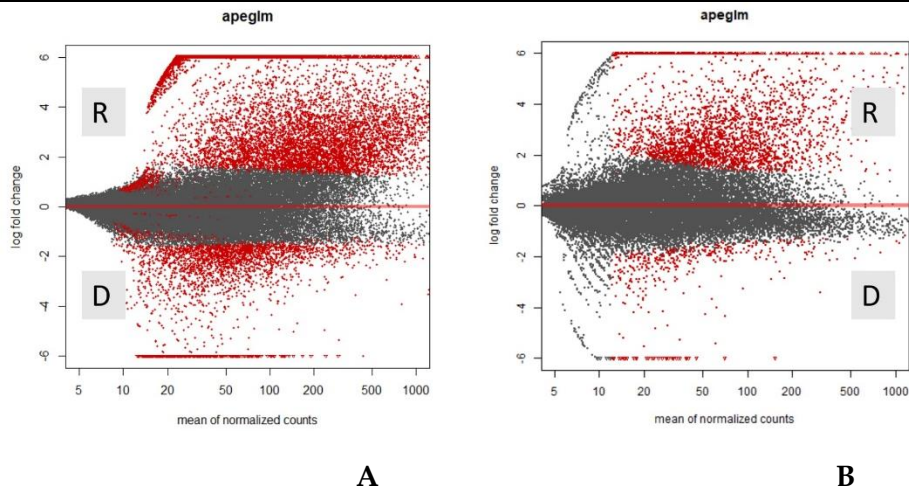 apeglm
R
D
log fold change
6
4
2
0
-2
-4
-6
5 10 20 50 100 200 500 1000
mean of normalized counts
A
apeglm
R
D
log fold change
6
4
2
0
-2
-4
-6
5 10 20 50 100 200 500 1000
mean of normalized counts
B